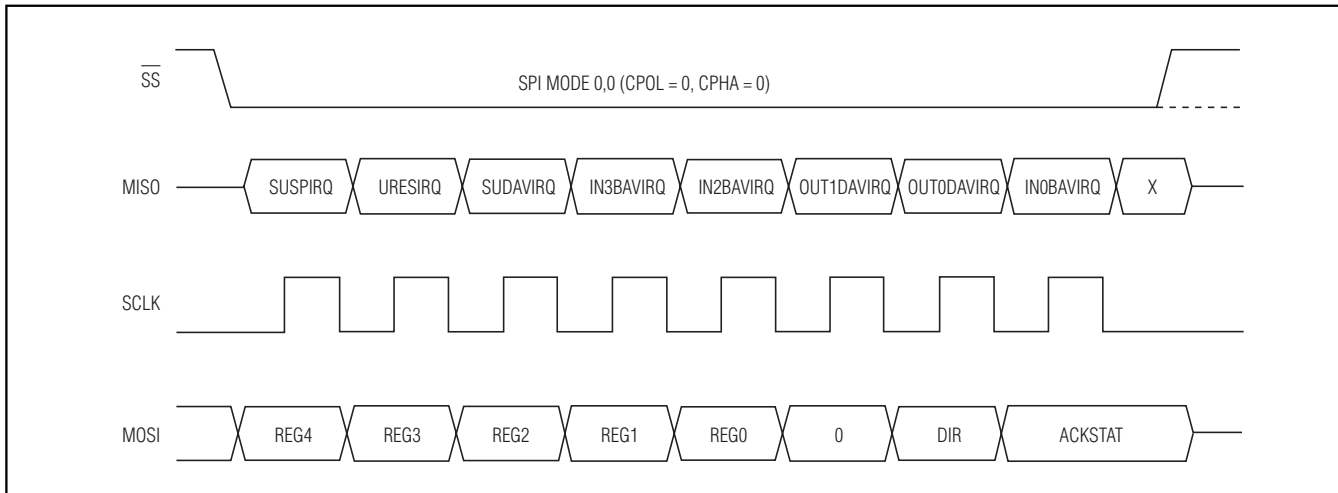 SS
SPI MODE 0,0 (CPOL = 0, CPHA = 0)
MISO
SUSPIRQ URESIRQ SUDAVIRQ IN3BAVIRQ IN2BAVIRQ OUT1DAVIRQ OUT0DAVIRQ IN0BAVIRQ X
SCLK
MOSI
REG4 REG3 REG2 REG1 REG0 0 DIR ACKSTAT